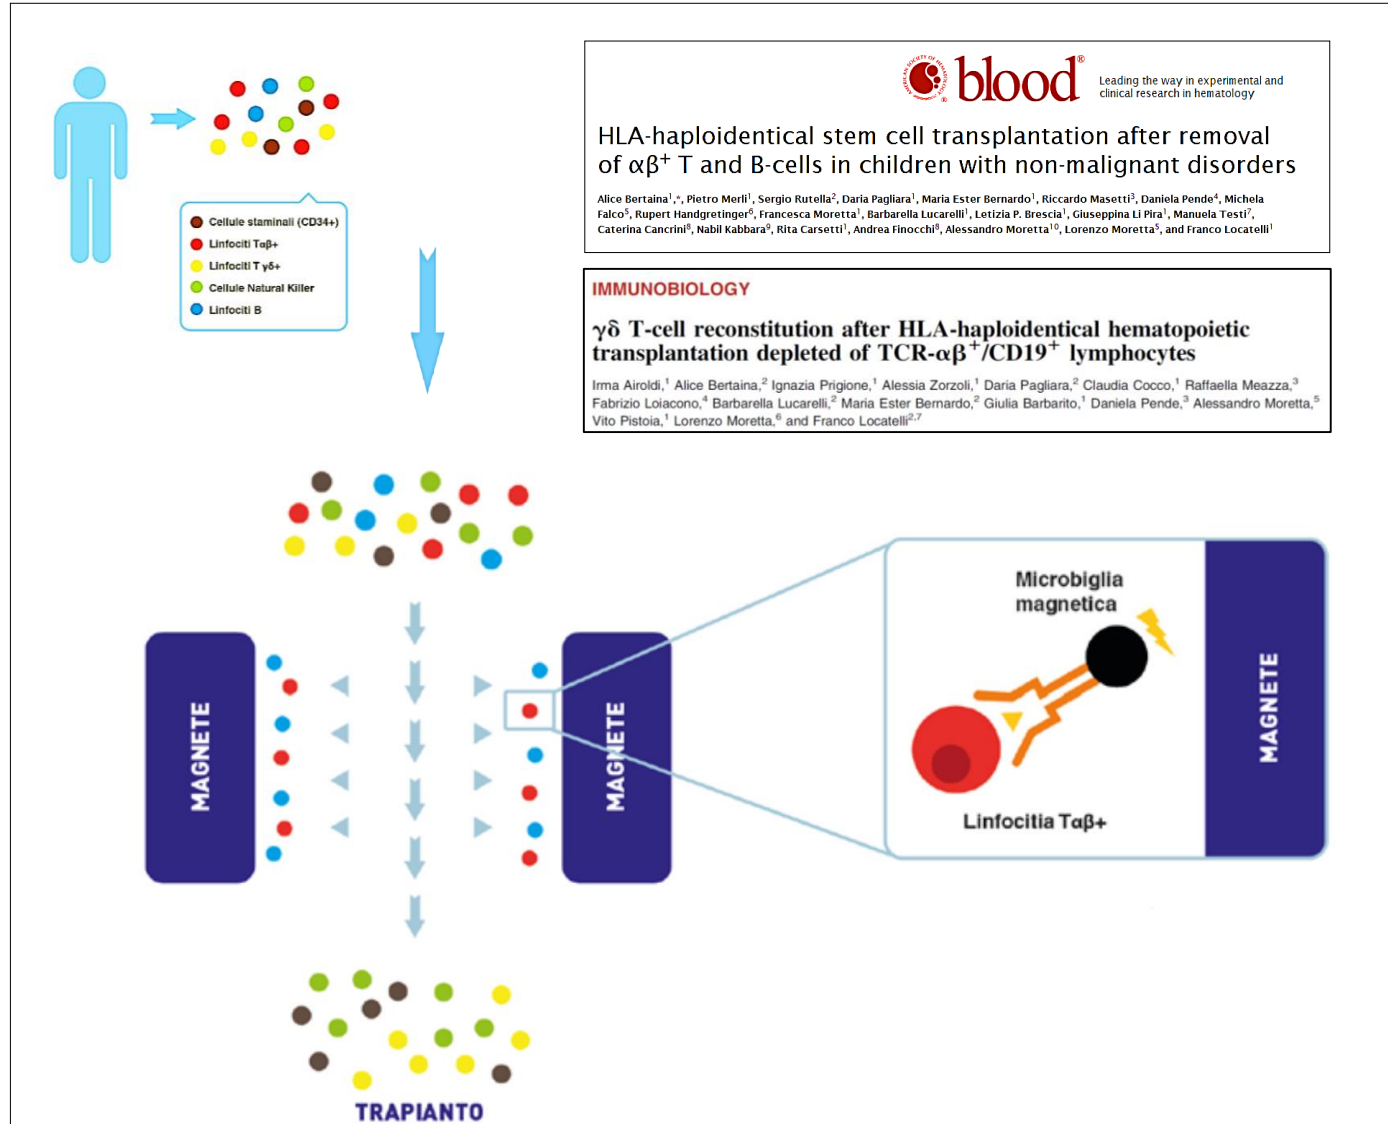 blood®
Leading the way in experimental and
clinical research in hematology
AMERICAN SOCIETY OF HEMATOLOGY ®
HLA-haploidentical stem cell transplantation after removal
of αβ⁺ T and B-cells in children with non-malignant disorders
Alice Bertaina¹,*, Pietro Merli¹, Sergio Rutella², Daria Pagliara¹, Maria Ester Bernardo¹, Riccardo Masetti³, Daniela Pende⁴, Michela
Falco⁵, Rupert Handgretinger⁶, Francesca Moretta¹, Barbarella Lucarelli¹, Letizia P. Brescia¹, Giuseppina Li Pira¹, Manuela Testi⁷,
Caterina Cancrini⁸, Nabil Kabbara⁹, Rita Carsetti¹, Andrea Finocchi⁸, Alessandro Moretta¹⁰, Lorenzo Moretta⁵, and Franco Locatelli¹
Cellule staminali (CD34+)
Linfociti Tαβ+
Linfociti T γδ+
Cellule Natural Killer
Linfociti B
IMMUNOBIOLOGY
γδ T-cell reconstitution after HLA-haploidentical hematopoietic
transplantation depleted of TCR-αβ⁺/CD19⁺ lymphocytes
Irma Airoldi,¹ Alice Bertaina,² Ignazia Prigione,¹ Alessia Zorzoli,¹ Daria Pagliara,² Claudia Cocco,¹ Raffaella Meazza,³
Fabrizio Loiacono,⁴ Barbarella Lucarelli,² Maria Ester Bernardo,² Giulia Barbarito,¹ Daniela Pende,³ Alessandro Moretta,⁵
Vito Pistoia,¹ Lorenzo Moretta,⁶ and Franco Locatelli²,⁷
MAGNETE
MAGNETE
Microbiglia
magnetica
Linfocitia Tαβ+
MAGNETE
TRAPIANTO